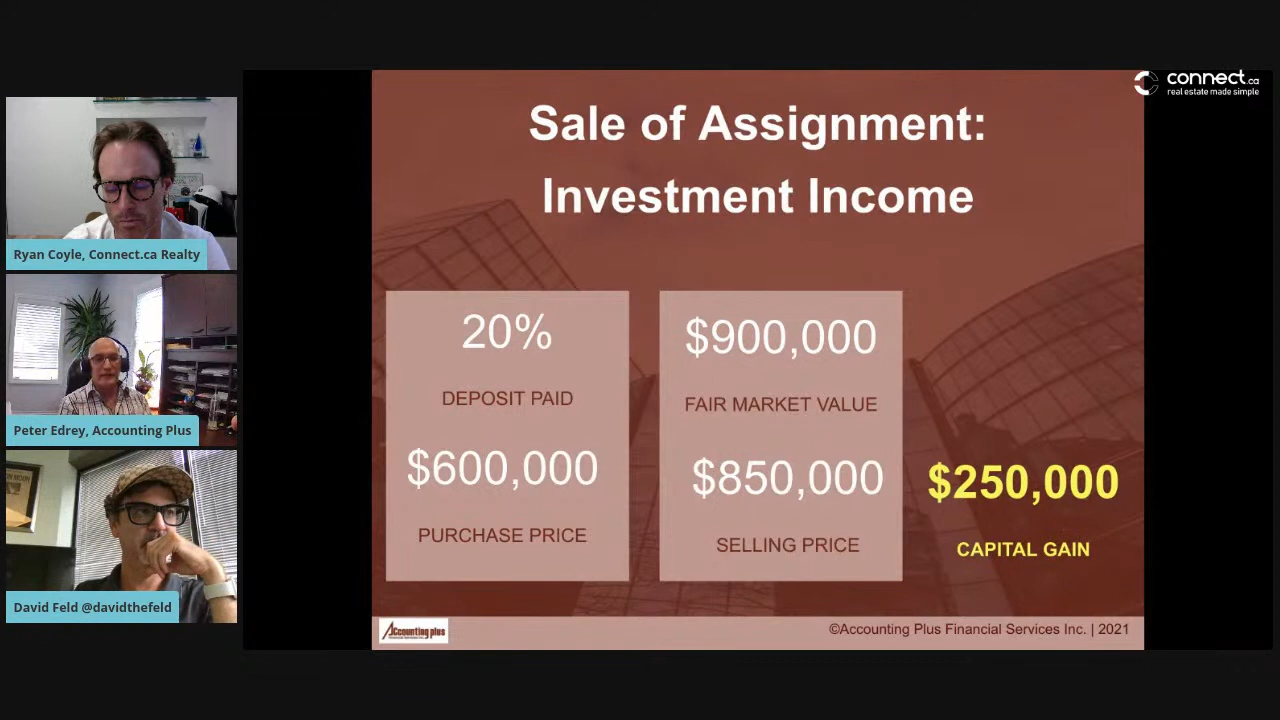 connect.ca
real estate made simple
Sale of Assignment:
Investment Income
20%
DEPOSIT PAID
$600,000
PURCHASE PRICE
$900,000
FAIR MARKET VALUE
$850,000
SELLING PRICE
$250,000
CAPITAL GAIN
Accounting plus
©Accounting Plus Financial Services Inc. | 2021
Ryan Coyle, Connect.ca Realty
Peter Edrey, Accounting Plus
David Feld @davidthefeld